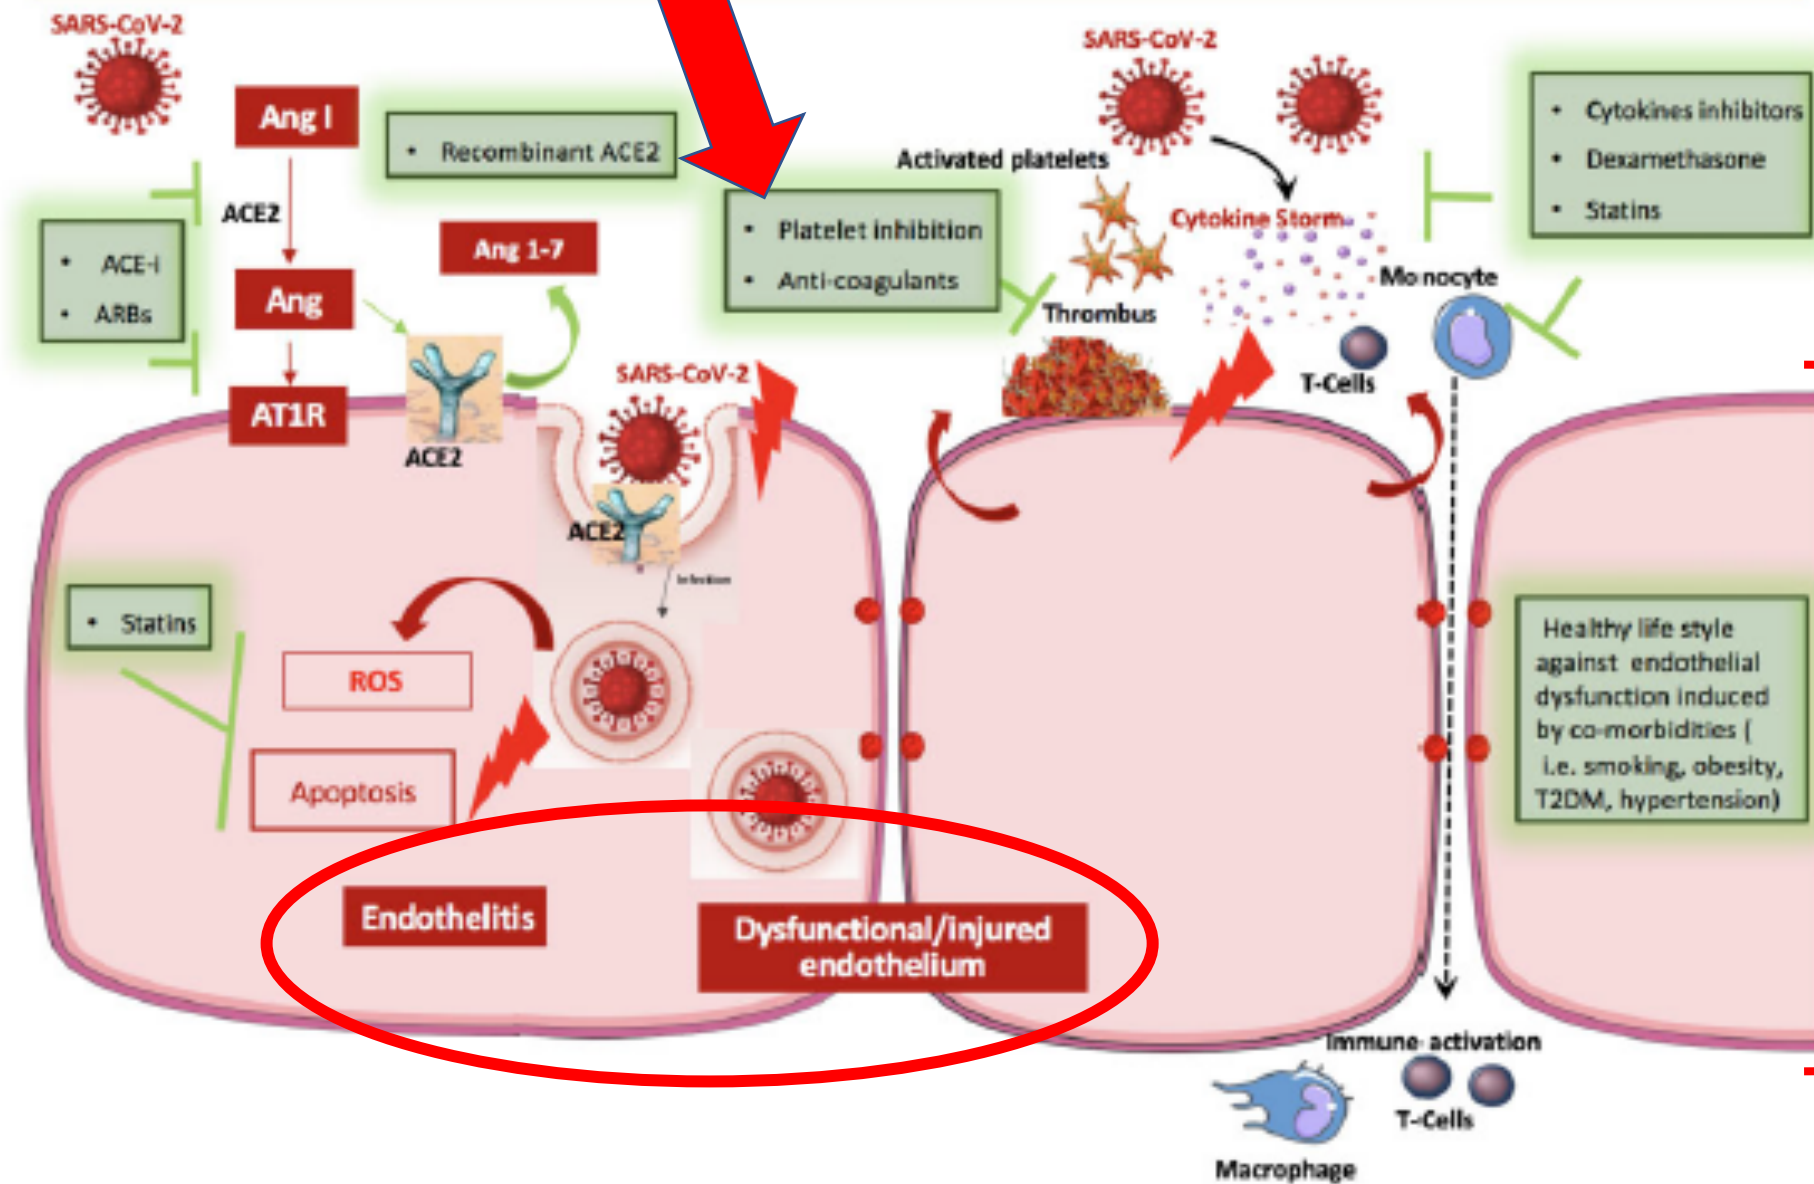 SARS-CoV-2
Ang I
• Recombinant ACE2
ACE2
• ACE-i
• ARBs
Ang 1-7
Ang
AT1R
ACE2
SARS-CoV-2
ACE2
Infection
• Statins
ROS
Apoptosis
Endothelitis
Dysfunctional/injured
endothelium
• Platelet inhibition
• Anti-coagulants
SARS-CoV-2
Activated platelets
Cytokine Storm
Thrombus
Monocyte
T-Cells
• Cytokines inhibitors
• Dexamethasone
• Statins
Healthy life style
against endothelial
dysfunction induced
by co-morbidities (
i.e. smoking, obesity,
T2DM, hypertension)
Immune activation
T-Cells
Macrophage